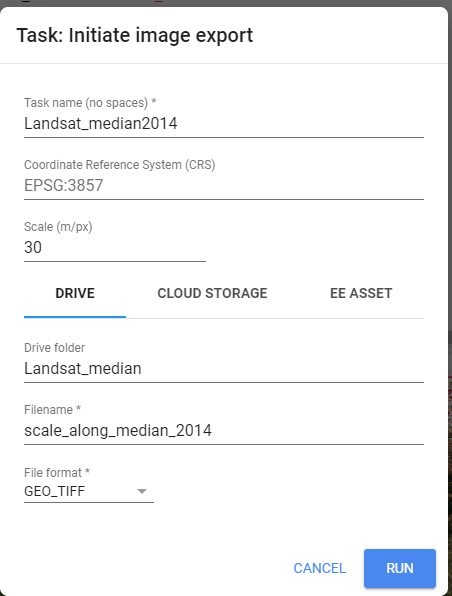 Task: Initiate image export
Task name (no spaces) *
Landsat_median2014
Coordinate Reference System (CRS)
EPSG:3857
Scale (m/px)
30
DRIVE CLOUD STORAGE EE ASSET
Drive folder
Landsat_median
Filename *
scale_along_median_2014
File format *
GEO_TIFF
CANCEL RUN